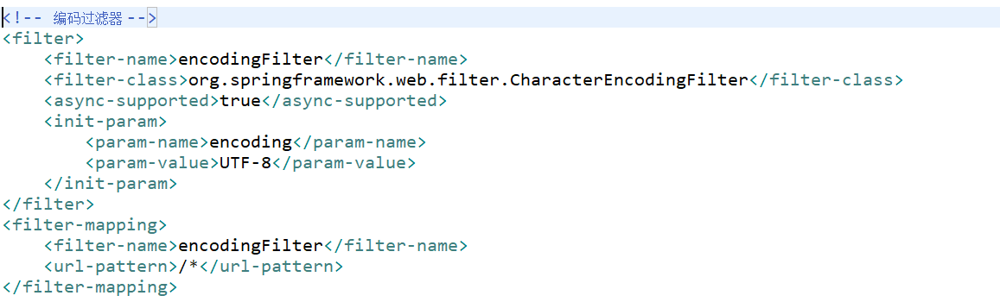 <!-- 编码过滤器 -->
<filter>
    <filter-name>encodingFilter</filter-name>
    <filter-class>org.springframework.web.filter.CharacterEncodingFilter</filter-class>
    <async-supported>true</async-supported>
    <init-param>
        <param-name>encoding</param-name>
        <param-value>UTF-8</param-value>
    </init-param>
</filter>
<filter-mapping>
    <filter-name>encodingFilter</filter-name>
    <url-pattern>/*</url-pattern>
</filter-mapping>